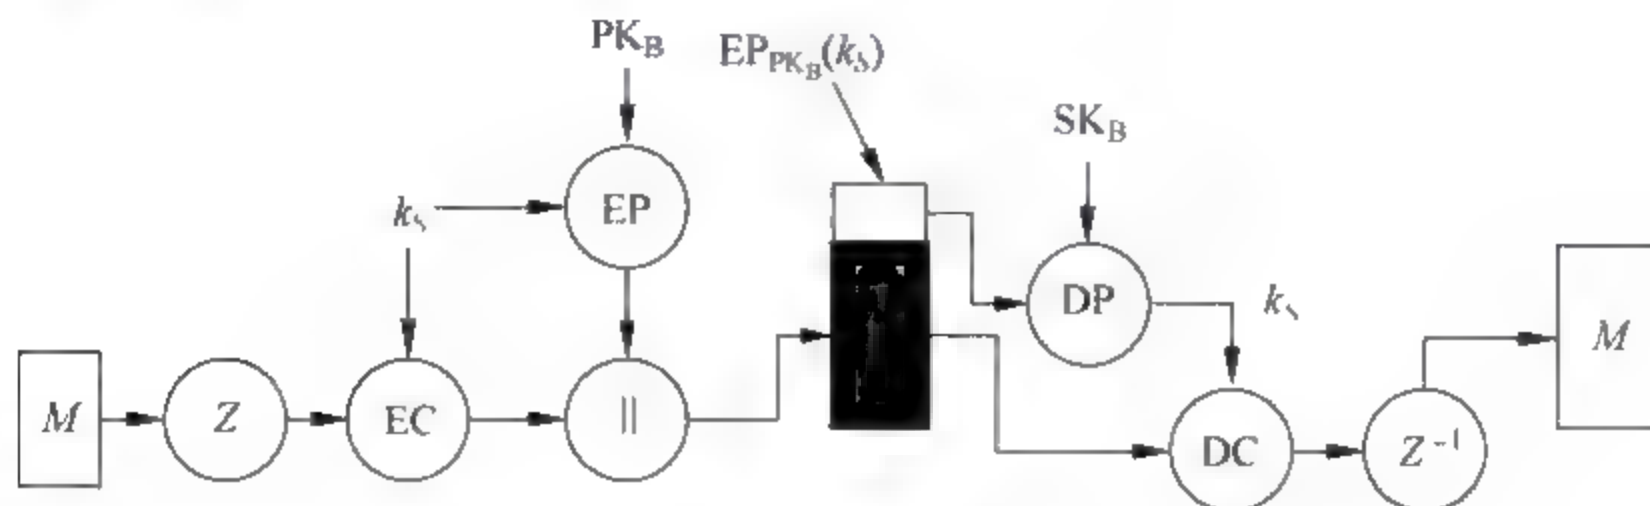 PK_B
EP_{PK_B}(k_S)
SK_B
k_S
EP
DP
k_S
M
Z
EC
||
DC
Z^{-1}
M